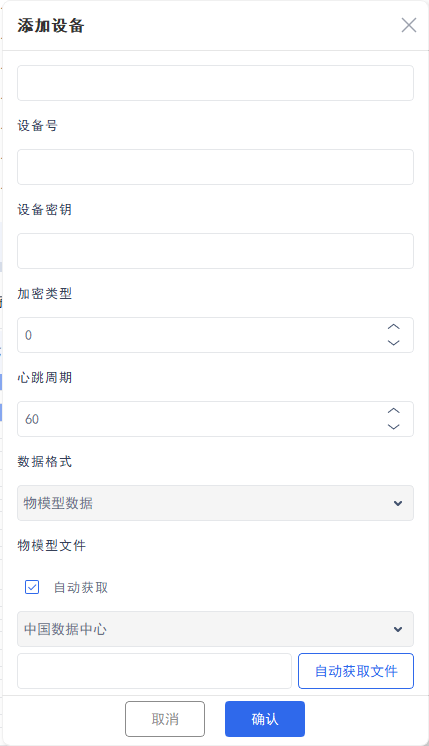 添加设备
设备号
设备密钥
加密类型
0
心跳周期
60
数据格式
物模型数据
物模型文件
自动获取
中国数据中心
自动获取文件
取消
确认